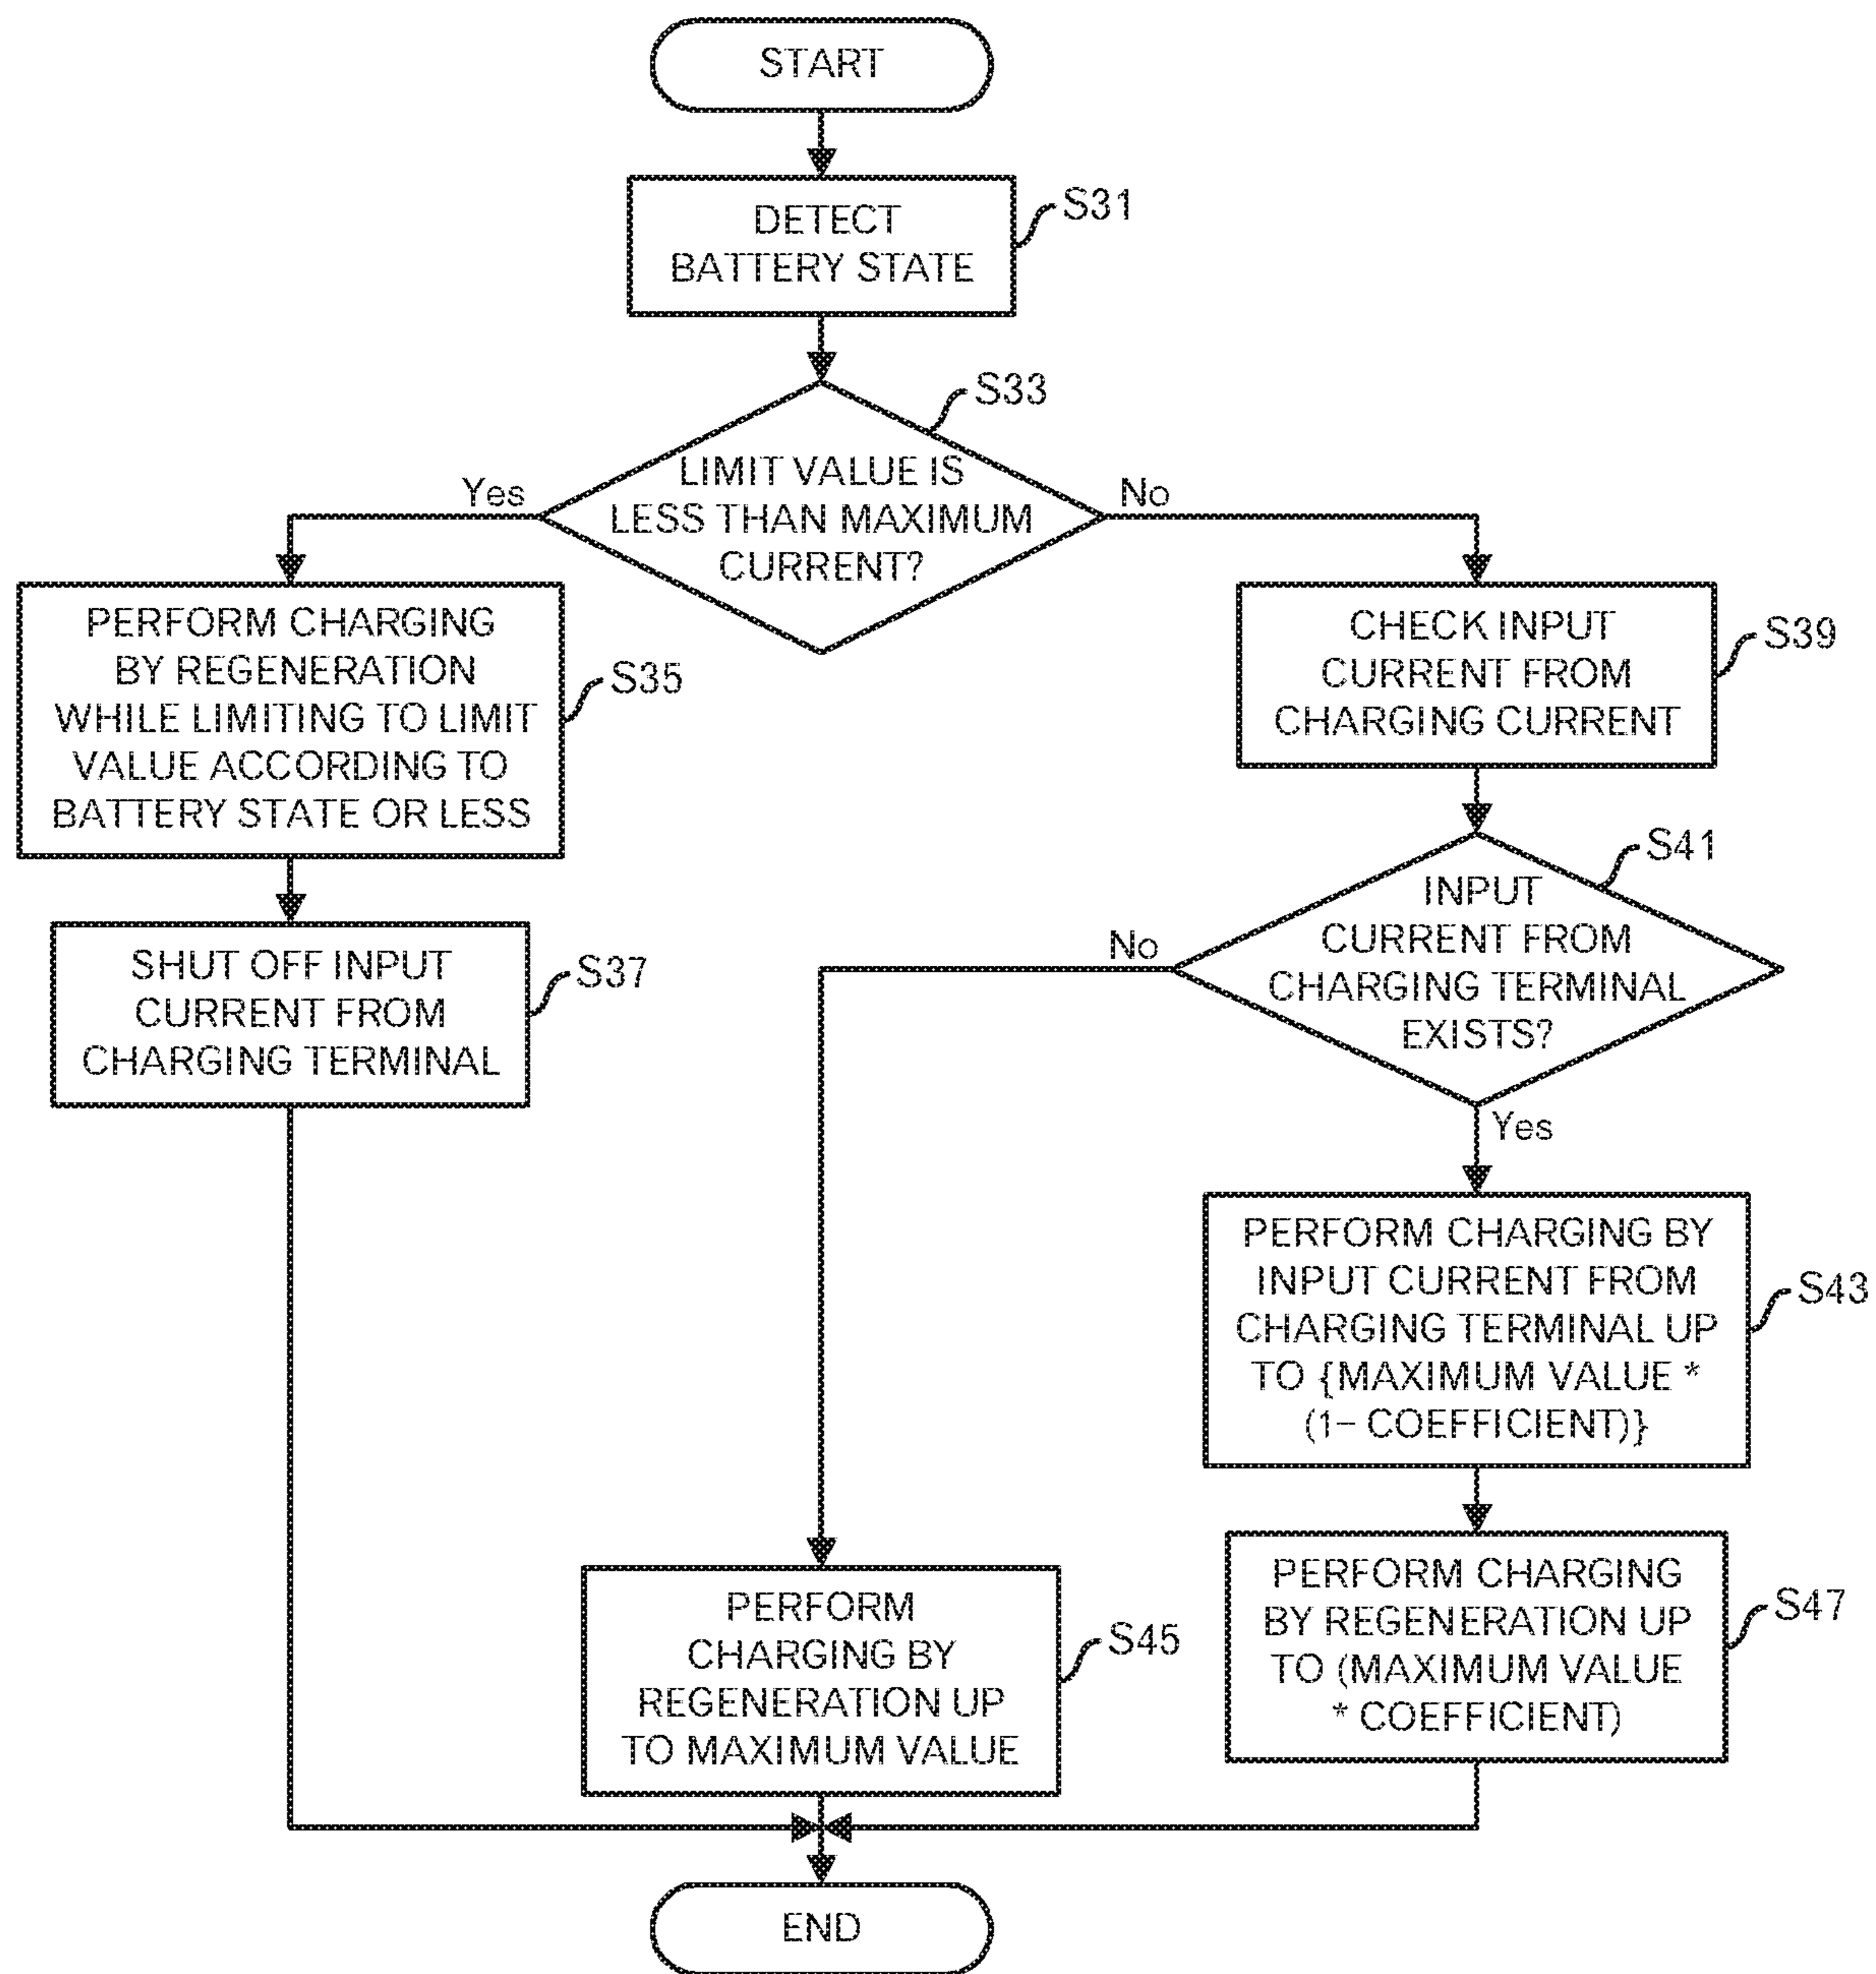 START
DETECT
BATTERY STATE
S31
S33
LIMIT VALUE IS
LESS THAN MAXIMUM
CURRENT?
Yes
No
PERFORM CHARGING
BY REGENERATION
WHILE LIMITING TO LIMIT
VALUE ACCORDING TO
BATTERY STATE OR LESS
S35
CHECK INPUT
CURRENT FROM
CHARGING CURRENT
S39
SHUT OFF INPUT
CURRENT FROM
CHARGING TERMINAL
S37
S41
INPUT
CURRENT FROM
CHARGING TERMINAL
EXISTS?
No
Yes
PERFORM CHARGING BY
INPUT CURRENT FROM
CHARGING TERMINAL UP
TO {MAXIMUM VALUE *
(1− COEFFICIENT)}
S43
PERFORM
CHARGING BY
REGENERATION UP
TO MAXIMUM VALUE
S45
PERFORM CHARGING
BY REGENERATION UP
TO (MAXIMUM VALUE
* COEFFICIENT)
S47
END